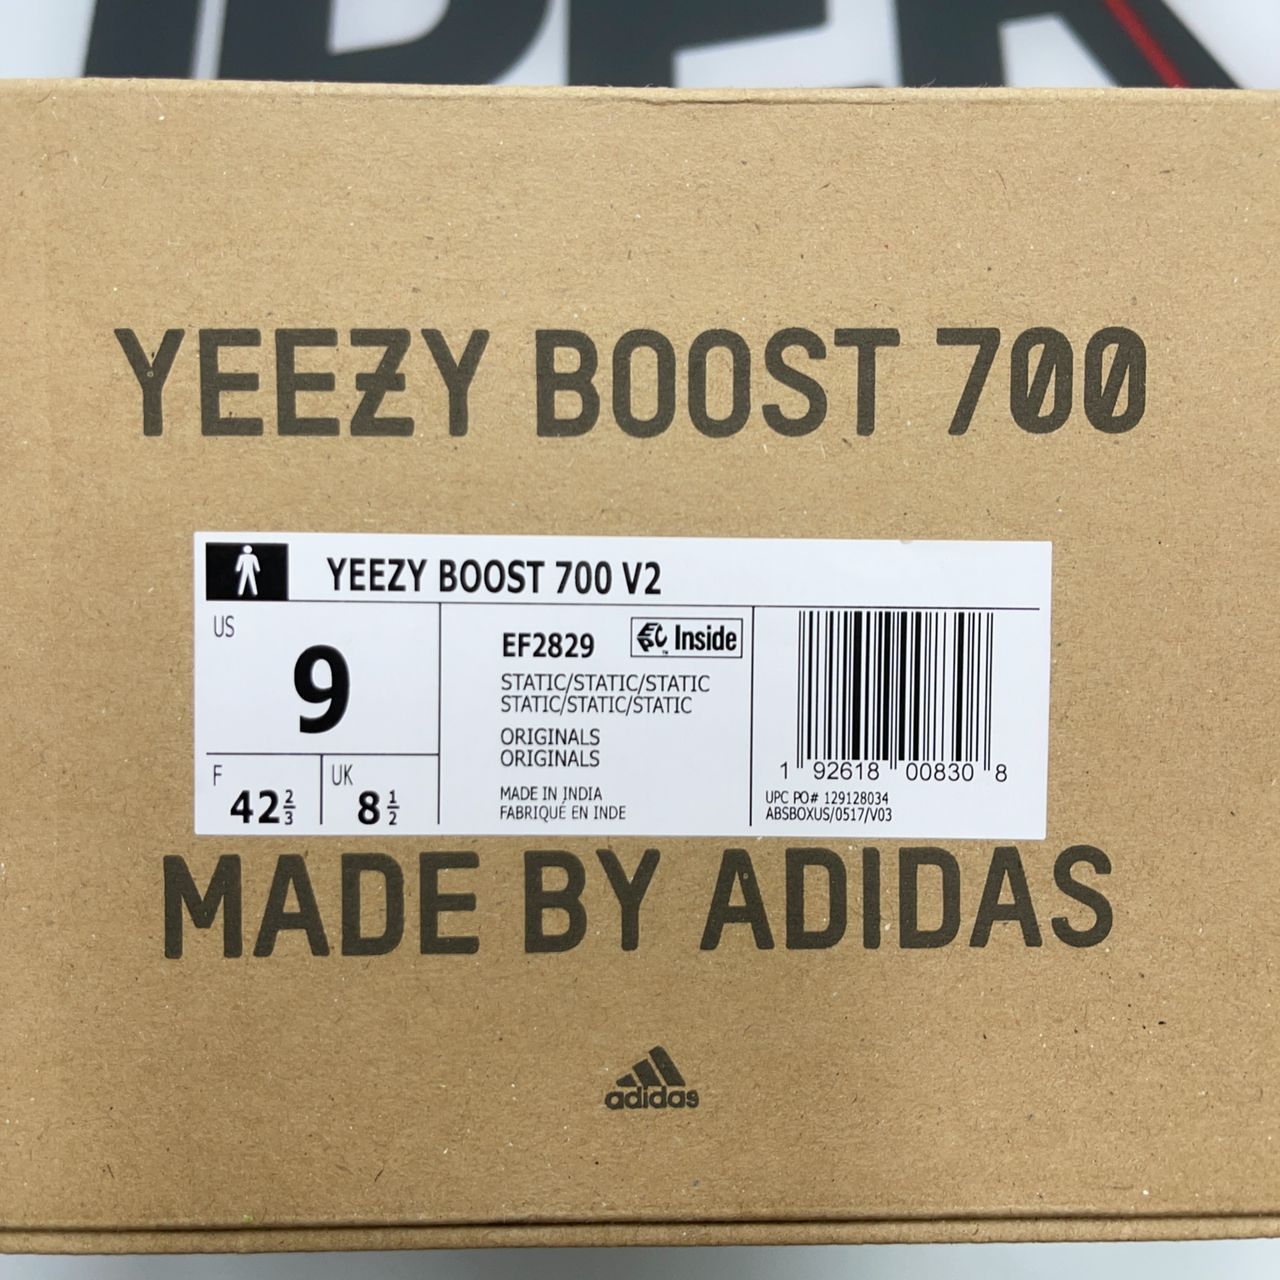 YEEZY BOOST 700
YEEZY BOOST 700 V2
US
9
F
42 2/3
UK
8 1/2
EF2829
EPC Inside
™
STATIC/STATIC/STATIC
STATIC/STATIC/STATIC
ORIGINALS
ORIGINALS
MADE IN INDIA
FABRIQUÉ EN INDE
1 92618 00830 8
UPC PO# 129128034
ABSBOXUS/0517/V03
MADE BY ADIDAS
adidas